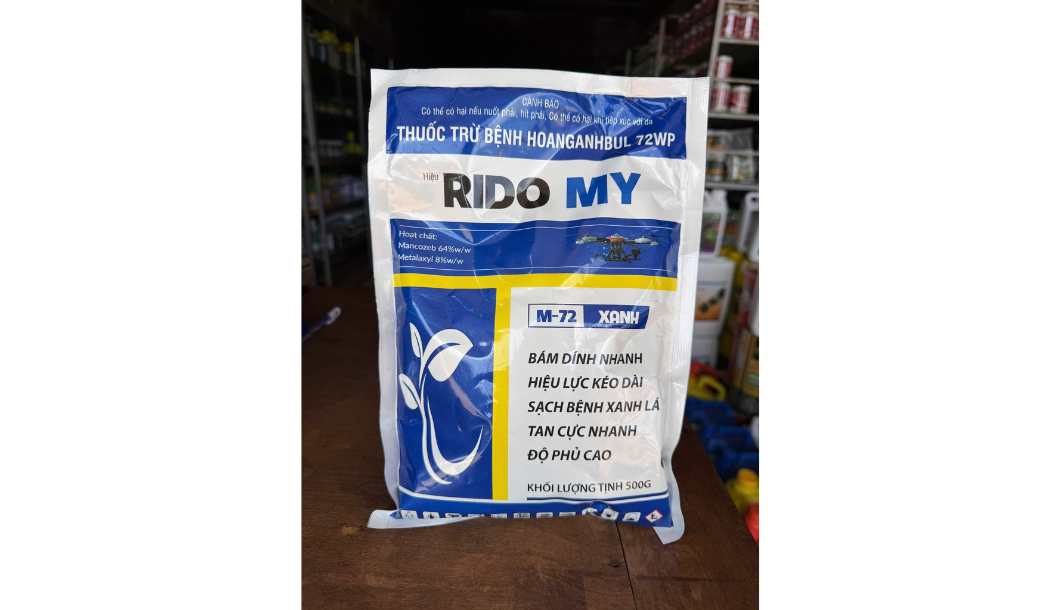 CẢNH BÁO
Có thể có hại nếu nuốt phải, hít phải, Có thể có hại khi tiếp xúc với da
THUỐC TRỪ BỆNH HOANGANHBUL 72WP
Hiệu RIDO MY
Hoạt chất:
Mancozeb 64%w/w
Metalaxyl 8%w/w
M-72 XANH
BÁM DÍNH NHANH
HIỆU LỰC KÉO DÀI
SẠCH BỆNH XANH LÁ
TAN CỰC NHANH
ĐỘ PHỦ CAO
KHỐI LƯỢNG TỊNH 500G